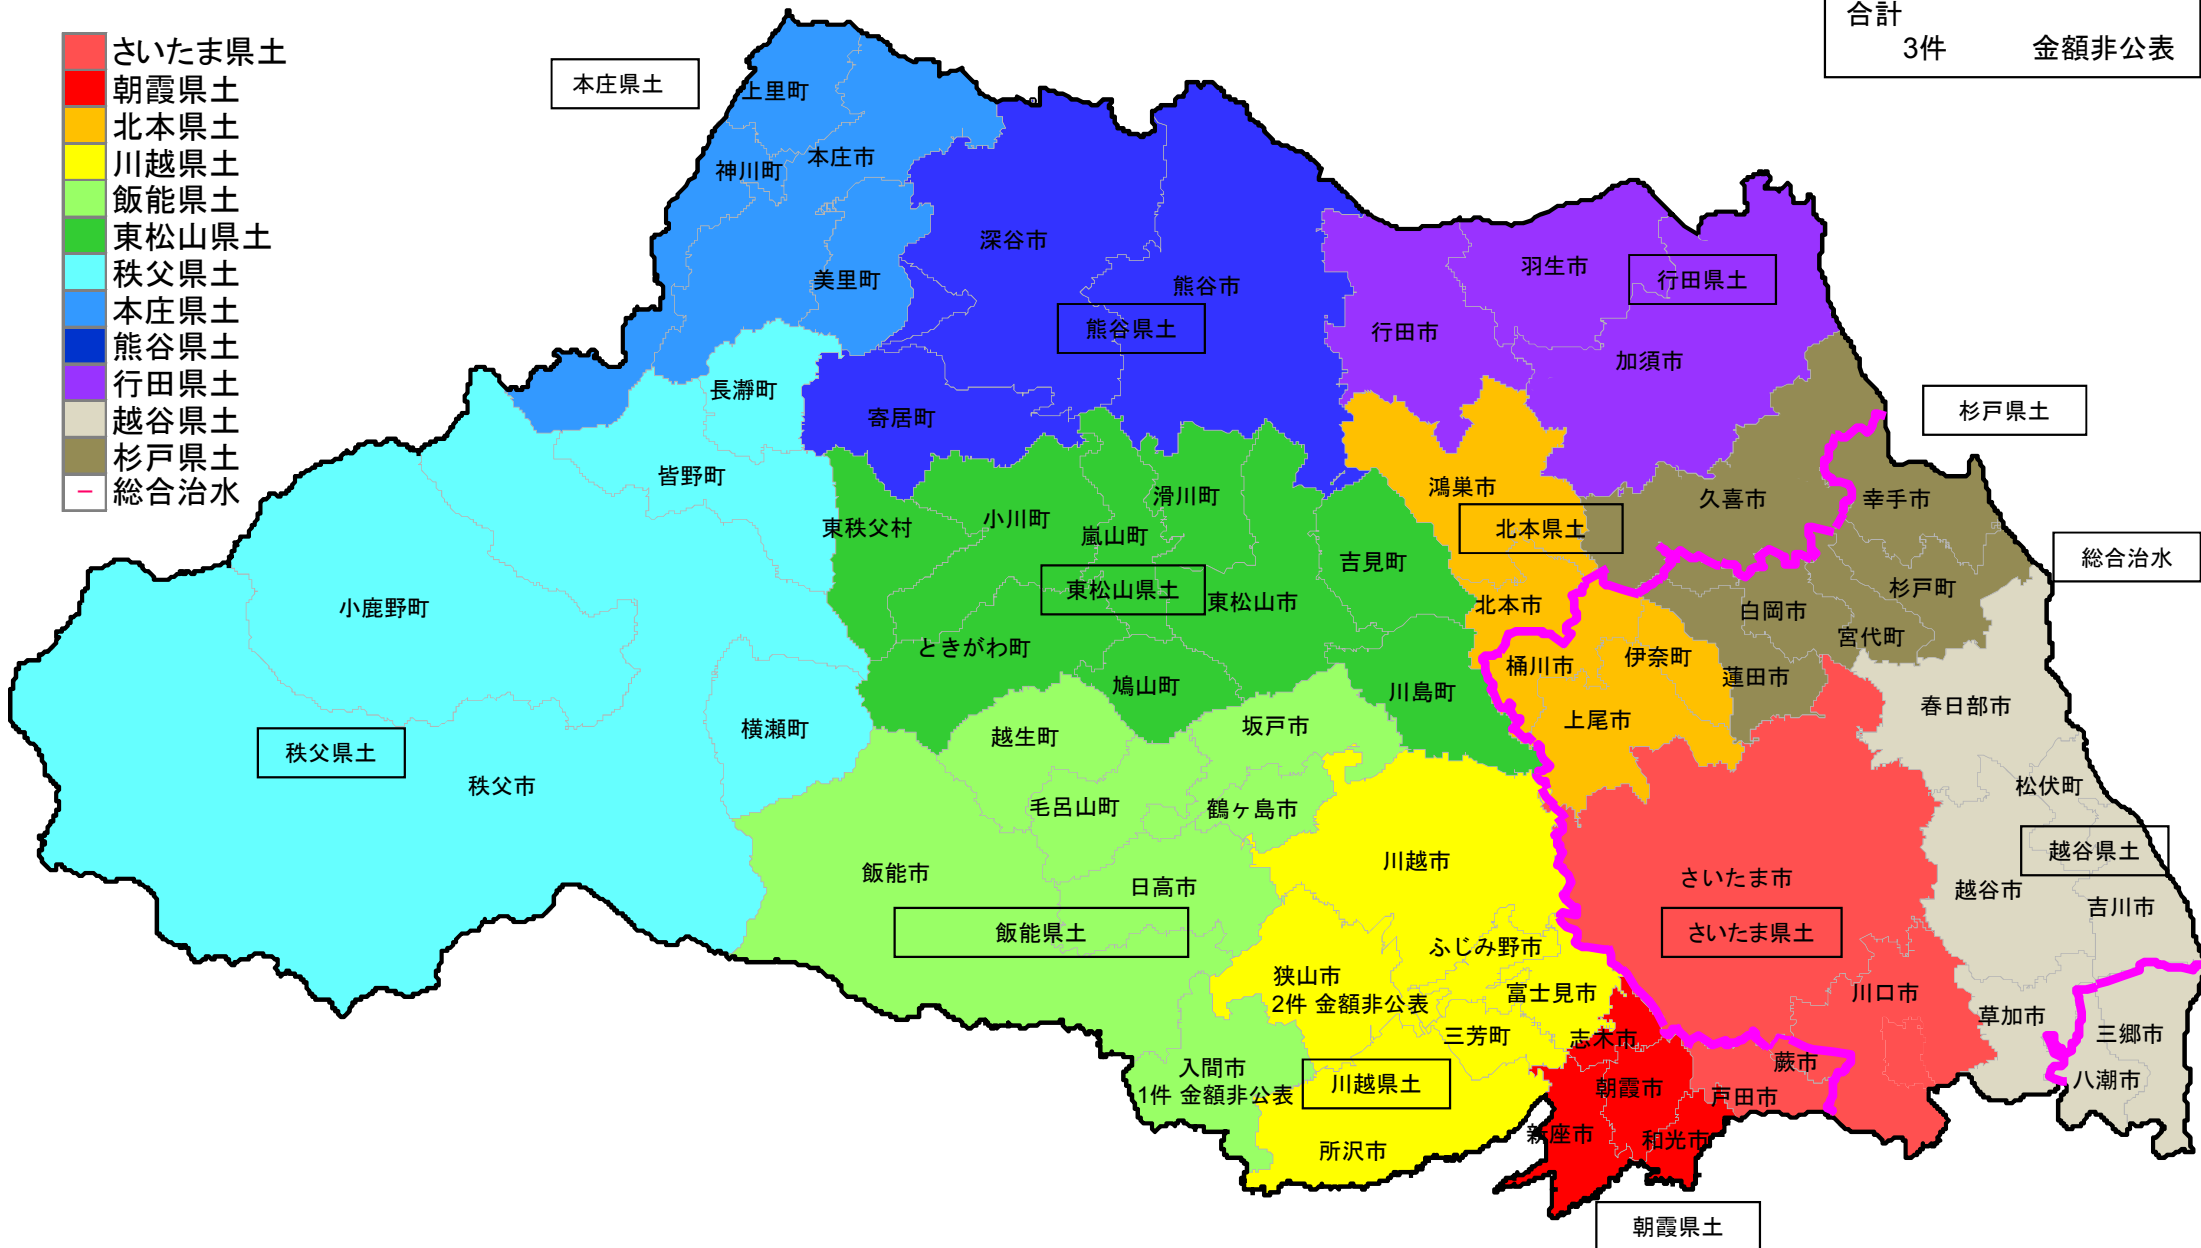 合計
3件 金額非公表
さいたま県土
朝霞県土
北本県土
川越県土
飯能県土
東松山県土
秩父県土
本庄県土
熊谷県土
行田県土
越谷県土
杉戸県土
総合治水
本庄県土
上里町
神川町
本庄市
美里町
深谷市
熊谷市
熊谷県土
寄居町
羽生市
行田県土
行田市
加須市
杉戸県土
長瀞町
皆野町
小鹿野町
横瀬町
秩父県土
秩父市
東秩父村
小川町
嵐山町
滑川町
吉見町
東松山県土
東松山市
ときがわ町
鳩山町
川島町
鴻巣市
北本県土
北本市
桶川市
伊奈町
上尾市
久喜市
幸手市
総合治水
杉戸町
白岡市
宮代町
蓮田市
春日部市
松伏町
越谷県土
越谷市
吉川市
草加市
三郷市
八潮市
越生町
坂戸市
毛呂山町
鶴ヶ島市
飯能市
日高市
飯能県土
入間市
1件 金額非公表
川越市
ふじみ野市
狭山市
2件 金額非公表
富士見市
三芳町
川越県土
所沢市
さいたま市
さいたま県土
川口市
蕨市
戸田市
志木市
朝霞市
新座市
和光市
朝霞県土